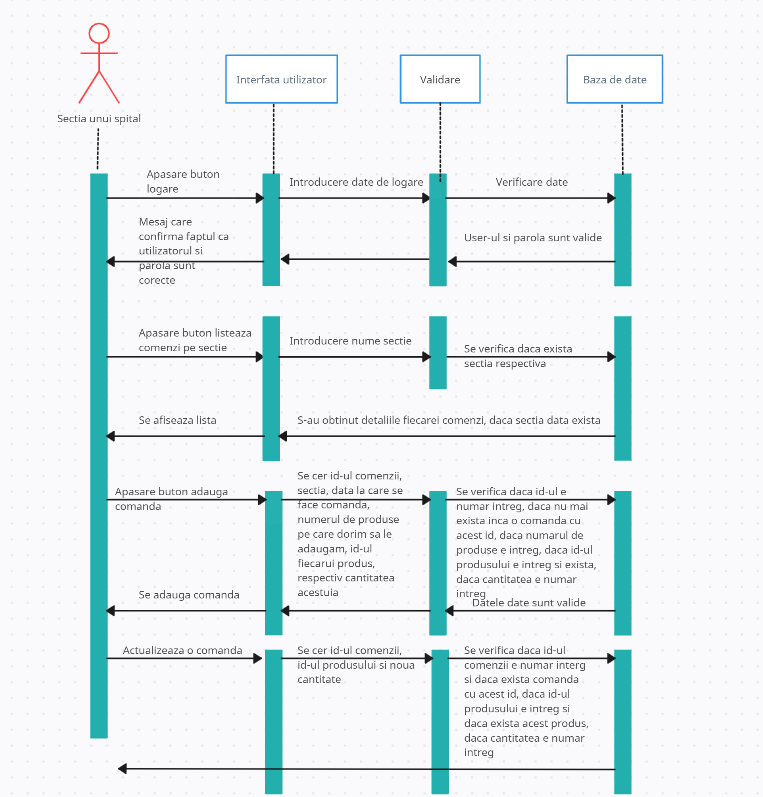 Sectia unui spital
Interfata utilizator
Validare
Baza de date
Apasare buton
logare
Introducere date de logare
Verificare date
Mesaj care
confirma faptul ca
utilizatorul si
parola sunt
corecte
User-ul si parola sunt valide
Apasare buton listeaza
comenzi pe sectie
Introducere nume sectie
Se verifica daca exista
sectia respectiva
Se afiseaza lista
S-au obtinut detaliile fiecarei comenzi, daca sectia data exista
Apasare buton adauga
comanda
Se cer id-ul comenzii,
sectia, data la care se
face comanda,
numerul de produse
pe care dorim sa le
adaugam, id-ul
fiecarui produs,
respectiv cantitatea
acestuia
Se verifica daca id-ul e
numar intreg, daca nu mai
exista inca o comanda cu
acest id, daca numarul de
produse e intreg, daca id-ul
produsului e intreg si exista,
daca cantitatea e numar
intreg
Se adauga comanda
Datele date sunt valide
Actualizeaza o comanda
Se cer id-ul comenzii,
id-ul produsului si noua
cantitate
Se verifica daca id-ul
comenzii e numar interg
si daca exista comanda
cu acest id, daca id-ul
produsului e intreg si
daca exista acest produs,
daca cantitatea e numar
intreg